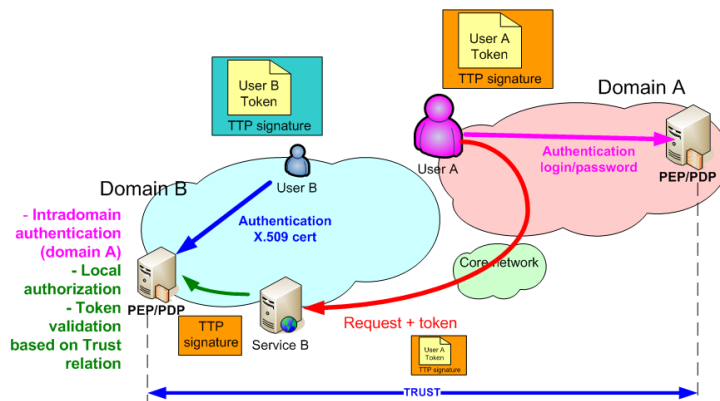 User A
Token
TTP signature
User B
Token
TTP signature
Domain A
User A
Authentication
login/password
PEP/PDP
User B
Domain B
Authentication
X.509 cert
- Intradomain
authentication
(domain A)
- Local
authorization
- Token
validation
based on Trust
relation
Core network
PEP/PDP
TTP
signature
Service B
Request + token
User A
Token
TTP signature
TRUST